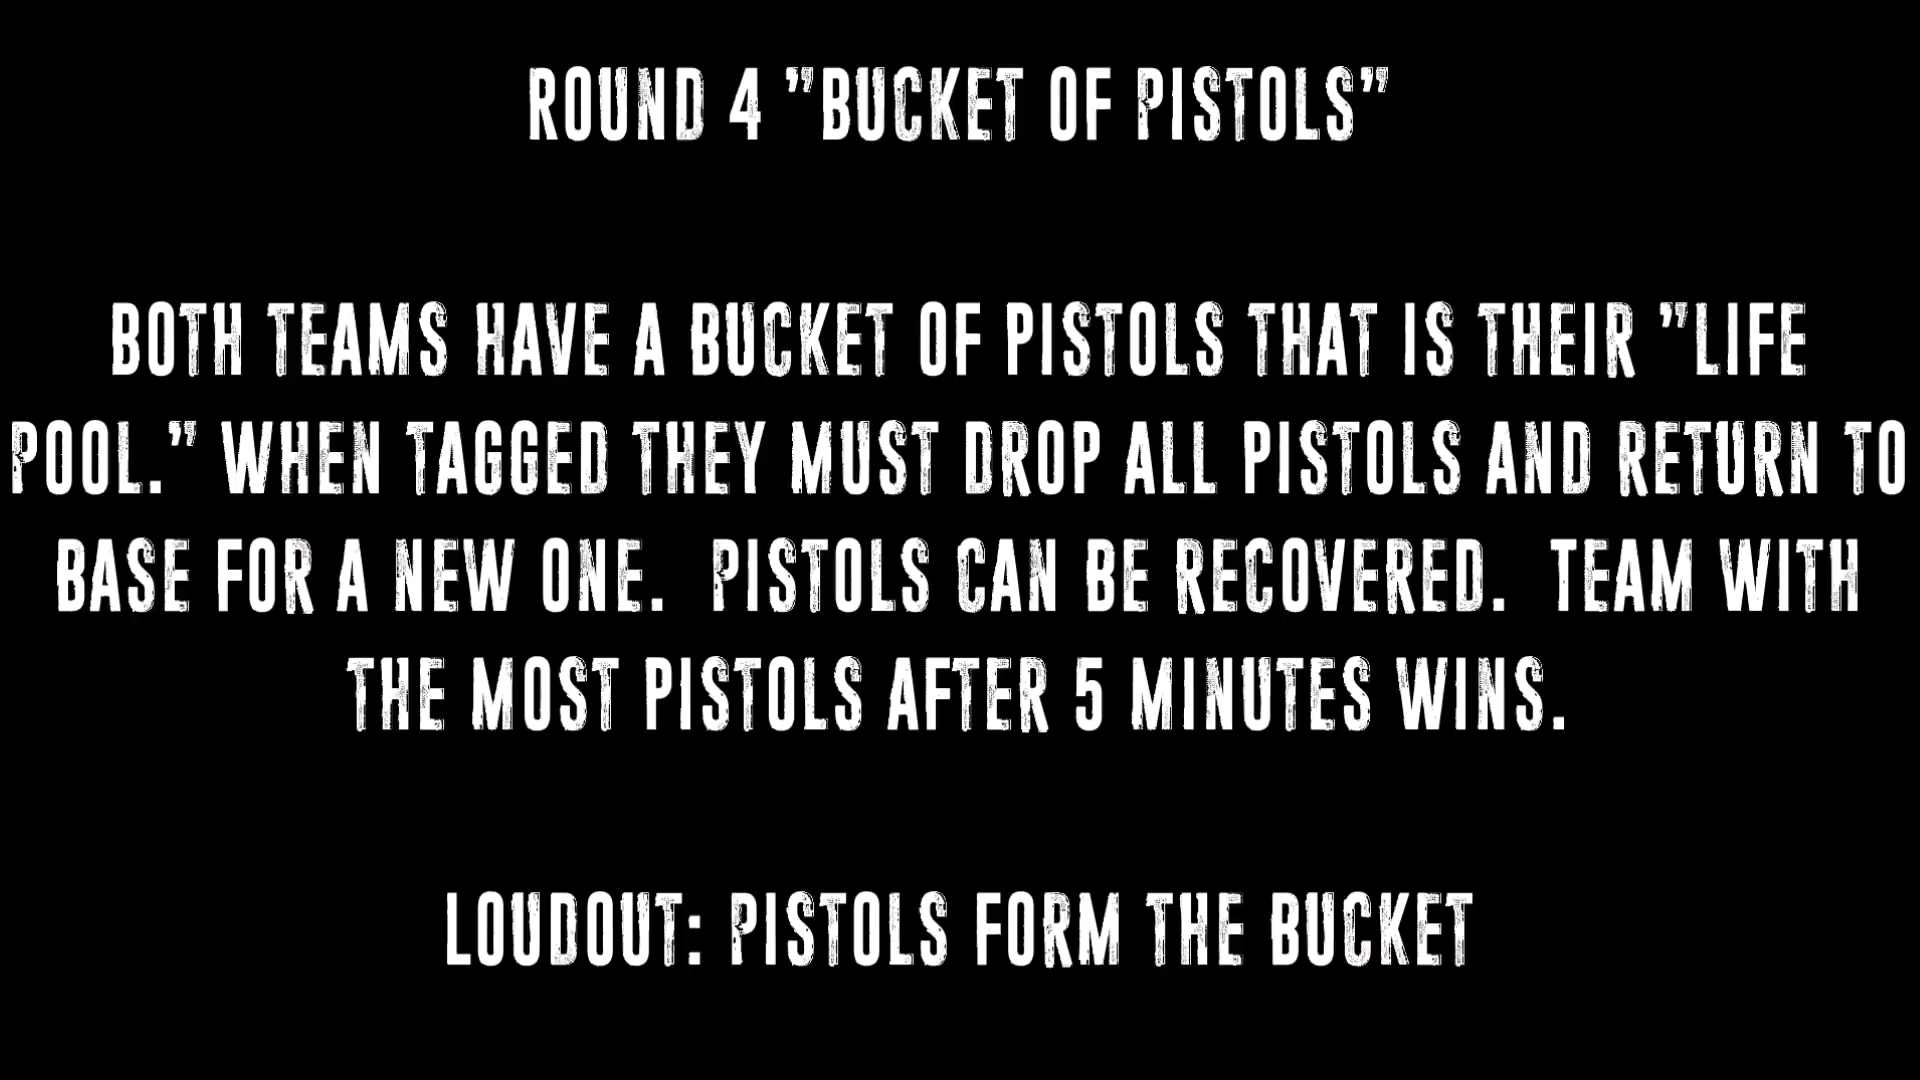 ROUND 4 "BUCKET OF PISTOLS"
BOTH TEAMS HAVE A BUCKET OF PISTOLS THAT IS THEIR "LIFE
POOL." WHEN TAGGED THEY MUST DROP ALL PISTOLS AND RETURN TO
BASE FOR A NEW ONE.  PISTOLS CAN BE RECOVERED.  TEAM WITH
THE MOST PISTOLS AFTER 5 MINUTES WINS.
LOUDOUT: PISTOLS FORM THE BUCKET